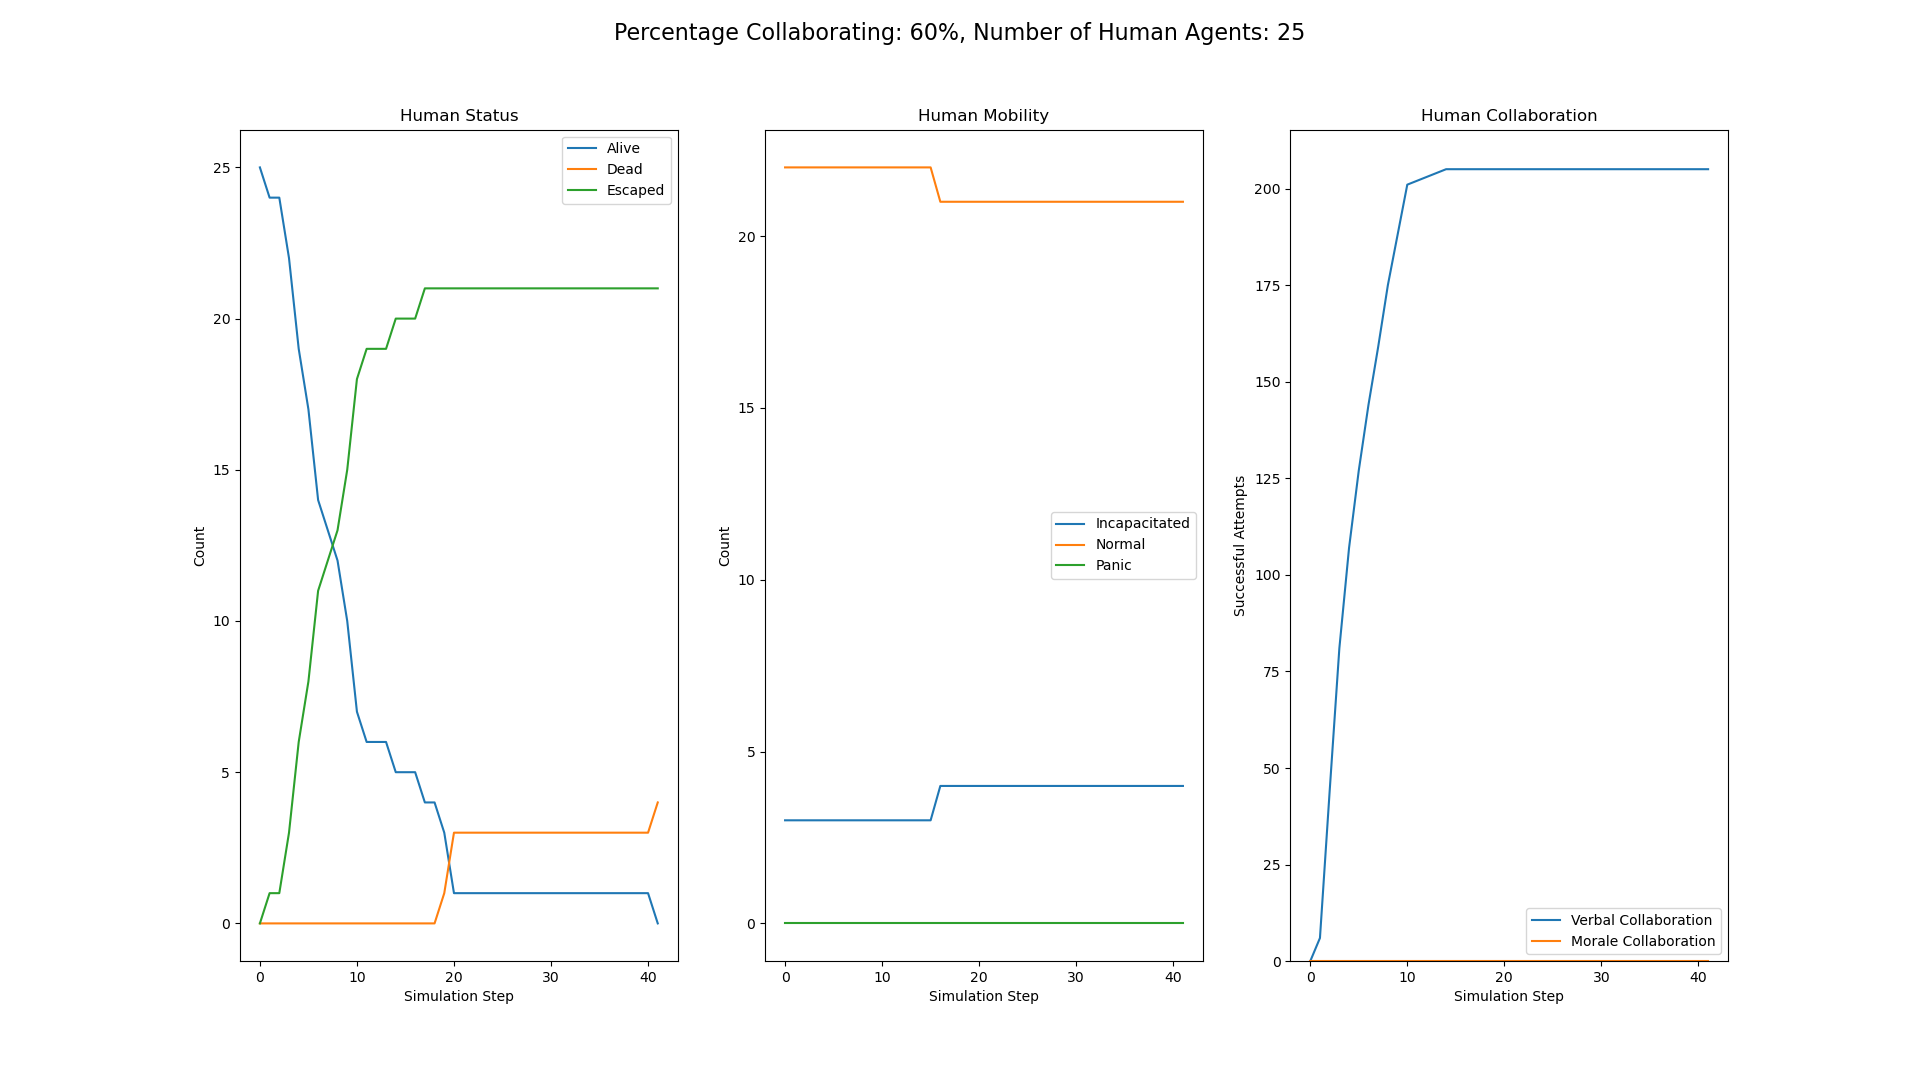 Percentage Collaborating: 60%, Number of Human Agents: 25
Human Status
Alive
Dead
Escaped
25
20
15
10
5
0
Count
0 10 20 30 40
Simulation Step
Human Mobility
Incapacitated
Normal
Panic
20
15
10
5
0
Count
0 10 20 30 40
Simulation Step
Human Collaboration
200
175
150
125
100
75
50
25
0
Successful Attempts
Verbal Collaboration
Morale Collaboration
0 10 20 30 40
Simulation Step